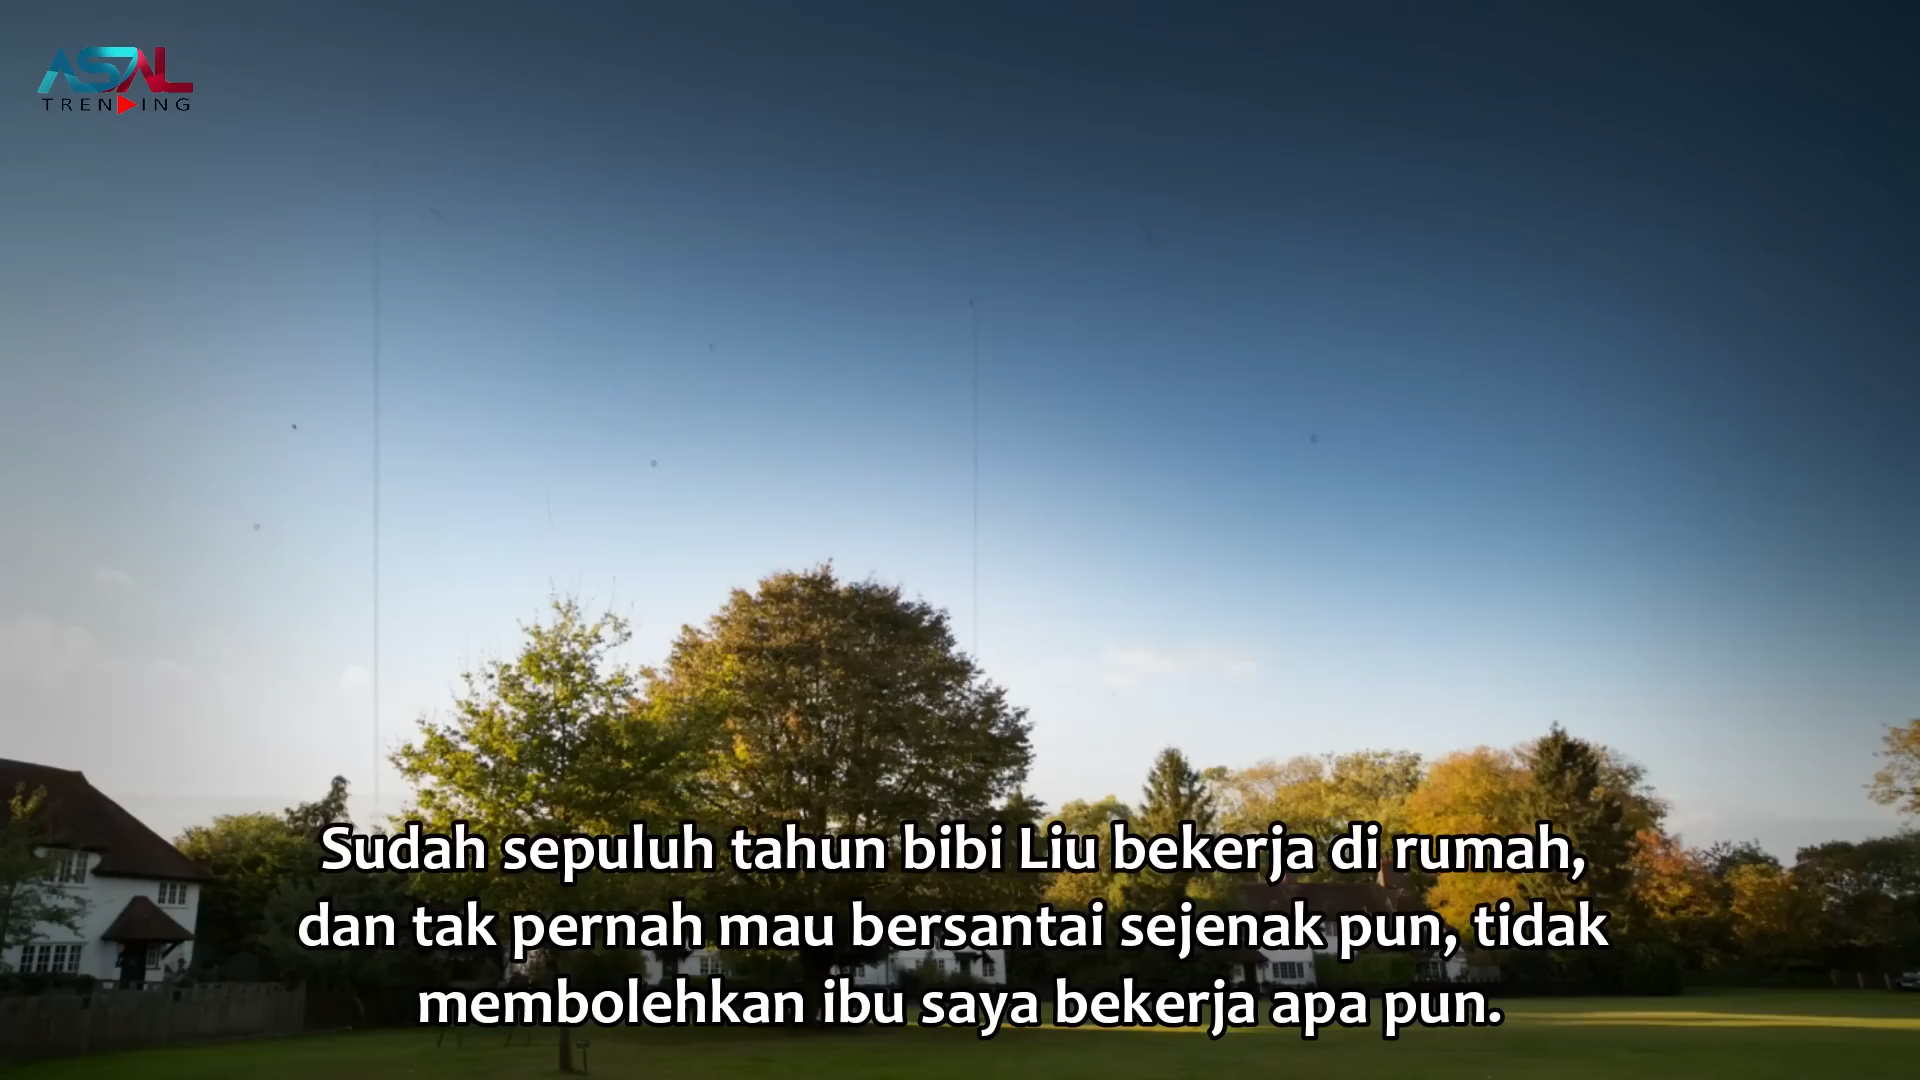 ASAL
TRENDING
Sudah sepuluh tahun bibi Liu bekerja di rumah,
dan tak pernah mau bersantai sejenak pun, tidak
membolehkan ibu saya bekerja apa pun.